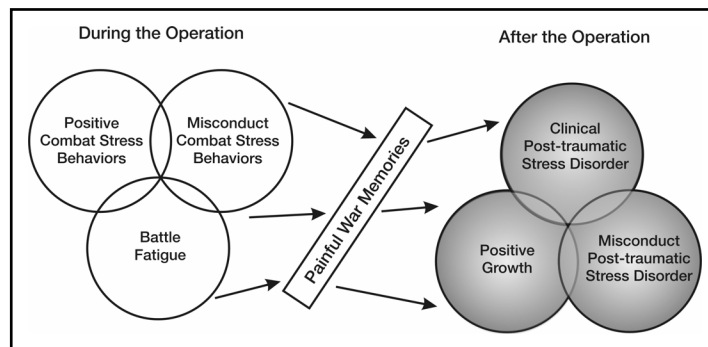 During the Operation
After the Operation
Positive
Combat Stress
Behaviors
Misconduct
Combat Stress
Behaviors
Battle
Fatigue
Painful War Memories
Clinical
Post-traumatic
Stress Disorder
Positive
Growth
Misconduct
Post-traumatic
Stress Disorder